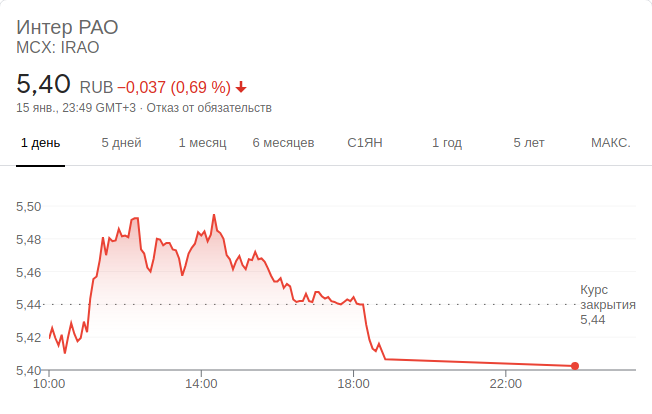 Интер РАО
MCX: IRAO
5,40 RUB −0,037 (0,69 %)
15 янв., 23:49 GMT+3 · Отказ от обязательств
1 день 5 дней 1 месяц 6 месяцев С1ЯН 1 год 5 лет МАКС.
5,50
5,48
5,46
5,44
5,42
5,40
Курс
закрытия
5,44
10:00 14:00 18:00 22:00